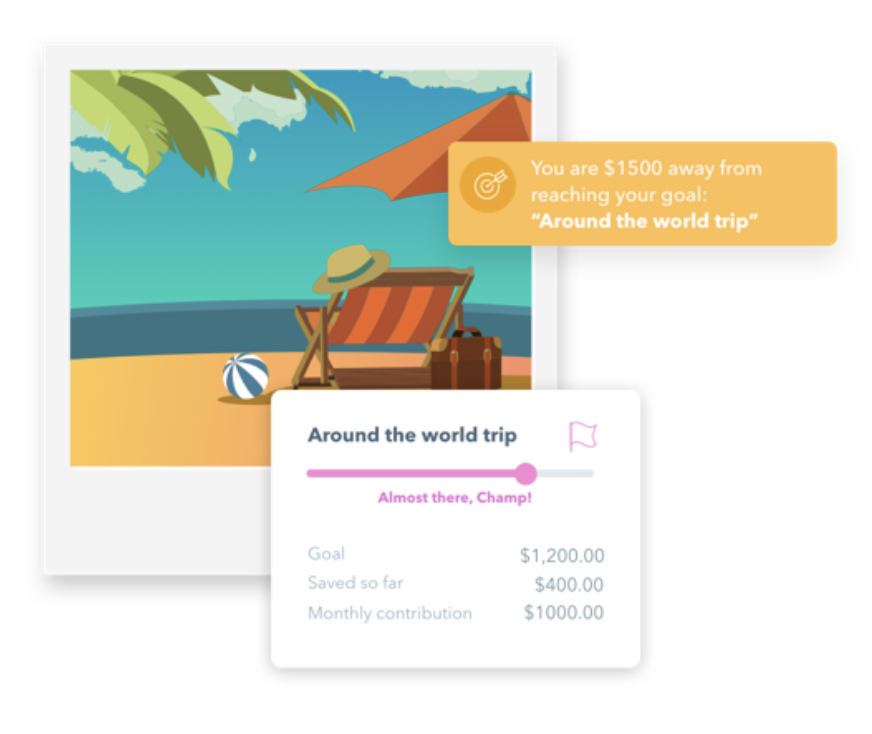 You are $1500 away from
reaching your goal:
“Around the world trip”
Around the world trip
Almost there, Champ!
Goal $1,200.00
Saved so far $400.00
Monthly contribution $1000.00